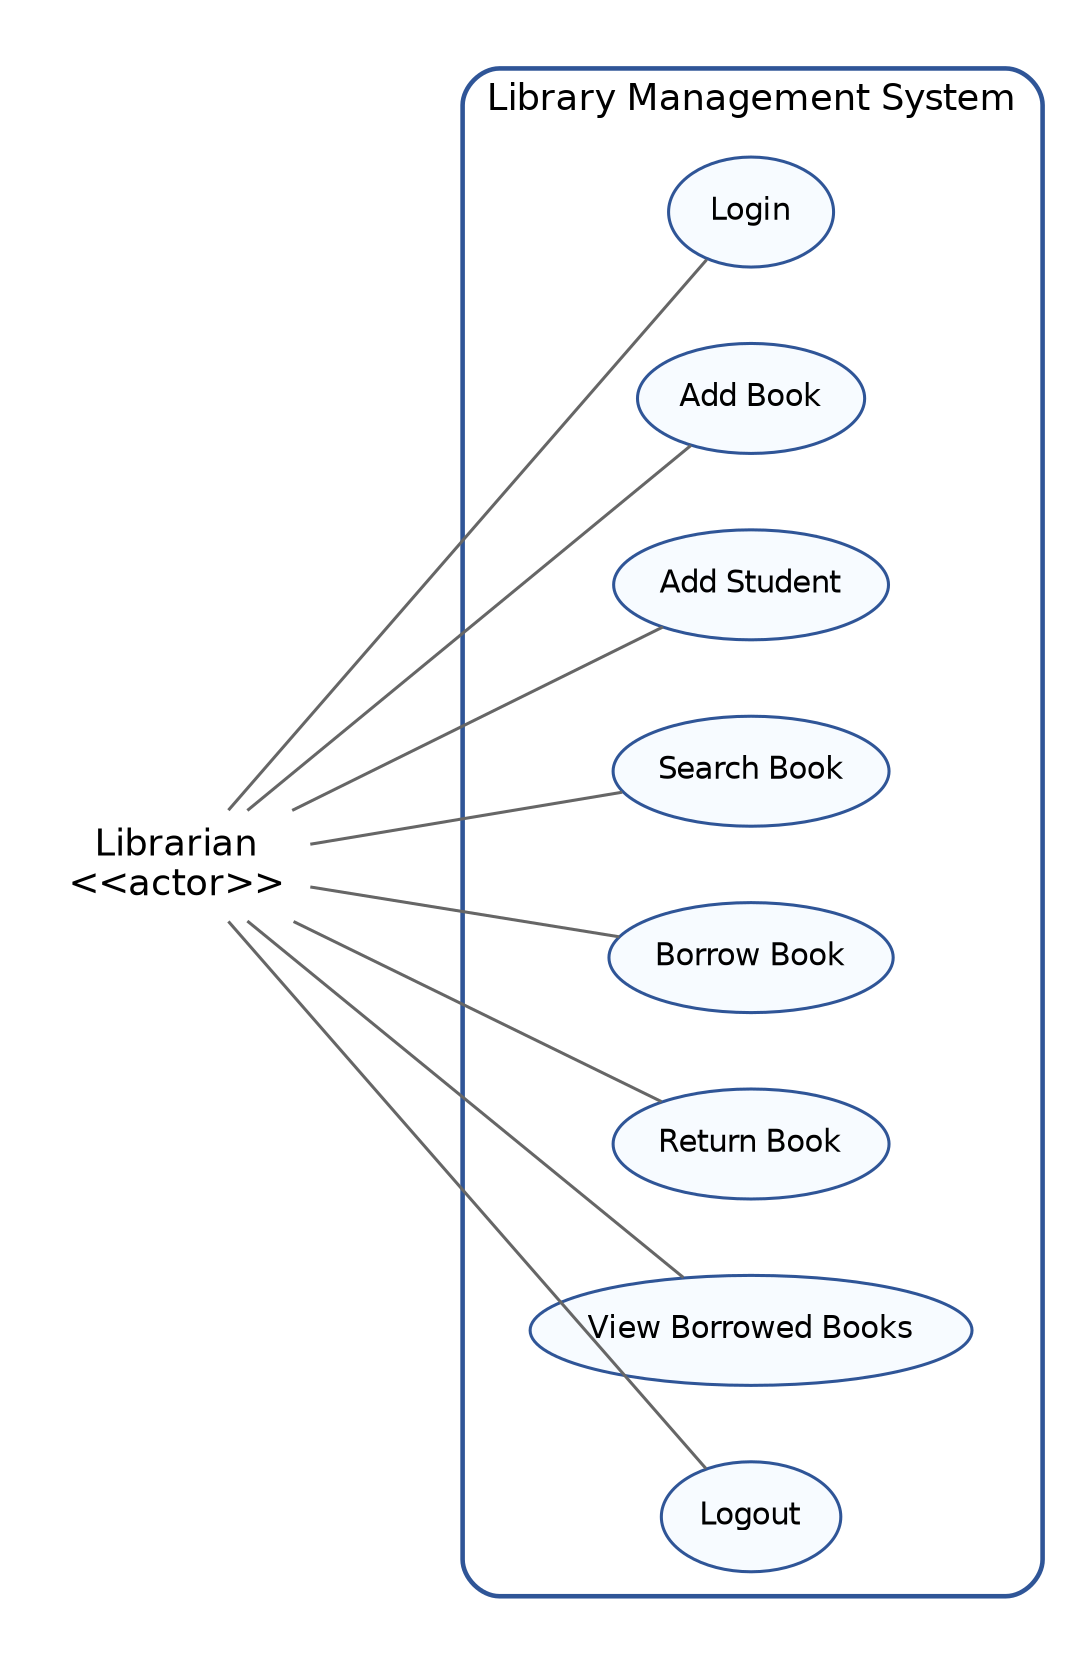 Library Management System
Login
Add Book
Add Student
Search Book
Librarian
<<actor>>
Borrow Book
Return Book
View Borrowed Books
Logout